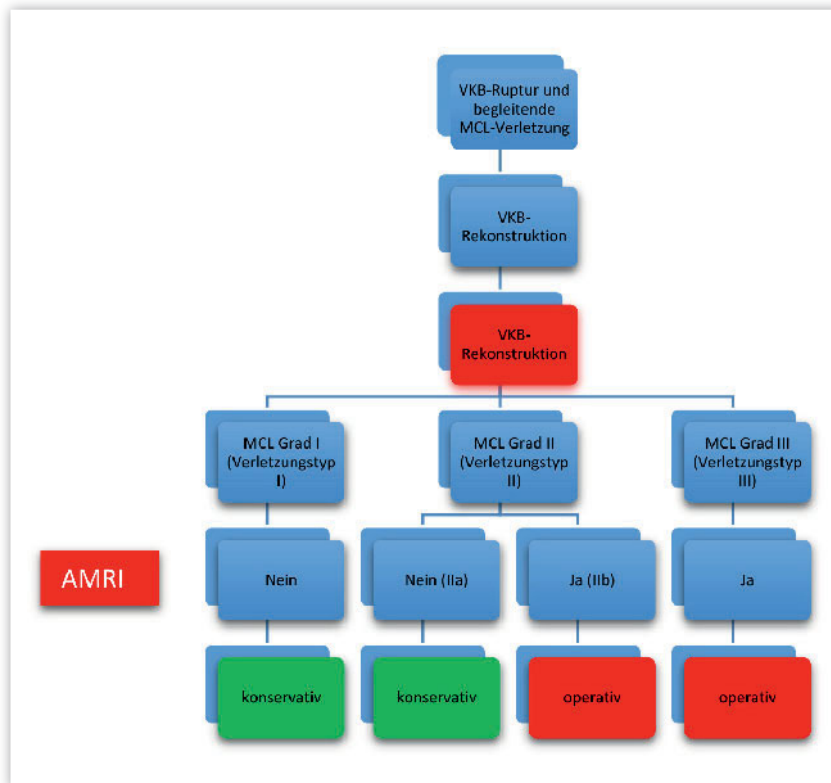 VKB-Ruptur und
begleitende
MCL-Verletzung
VKB-
Rekonstruktion
VKB-
Rekonstruktion
MCL Grad I
(Verletzungstyp
I)
MCL Grad II
(Verletzungstyp
II)
MCL Grad III
(Verletzungstyp
III)
AMRI
Nein
Nein (IIa)
Ja (IIb)
Ja
konservativ
konservativ
operativ
operativ